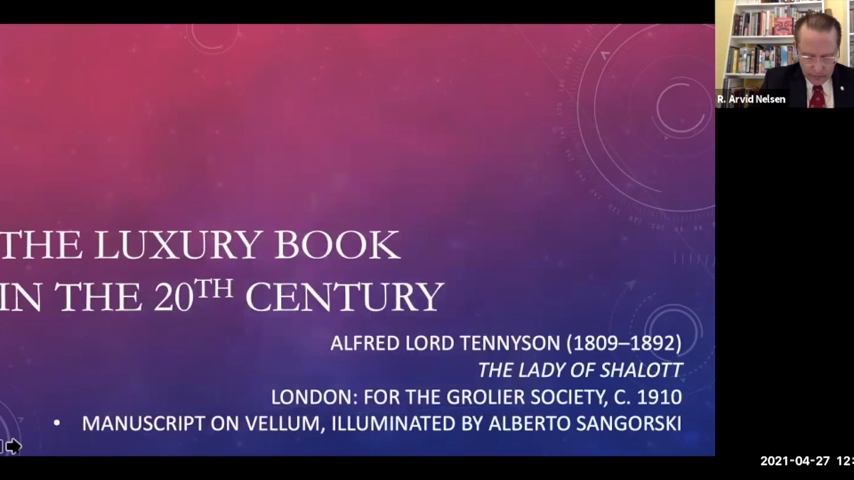 R. Arvid Nelsen
THE LUXURY BOOK
IN THE 20TH CENTURY
ALFRED LORD TENNYSON (1809–1892)
THE LADY OF SHALOTT
LONDON: FOR THE GROLIER SOCIETY, C. 1910
• MANUSCRIPT ON VELLUM, ILLUMINATED BY ALBERTO SANGORSKI
2021-04-27 12: